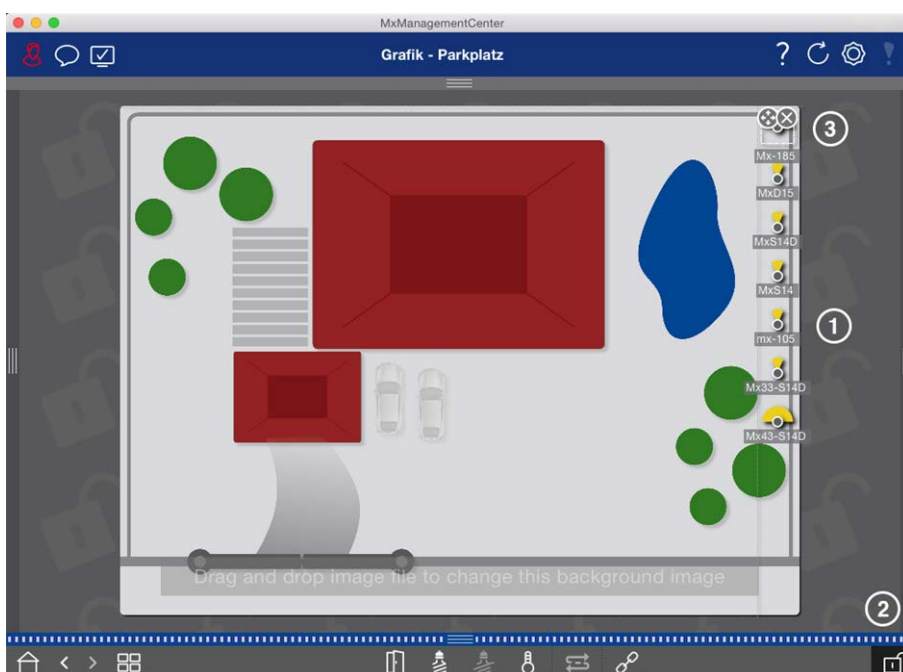 MxManagementCenter
Grafik - Parkplatz
3
Mx-185
MxD15
MxS14D
MxS14
1
mx-105
Mx33-S14D
Mx43-S14D
Drag and drop image file to change this background image
2